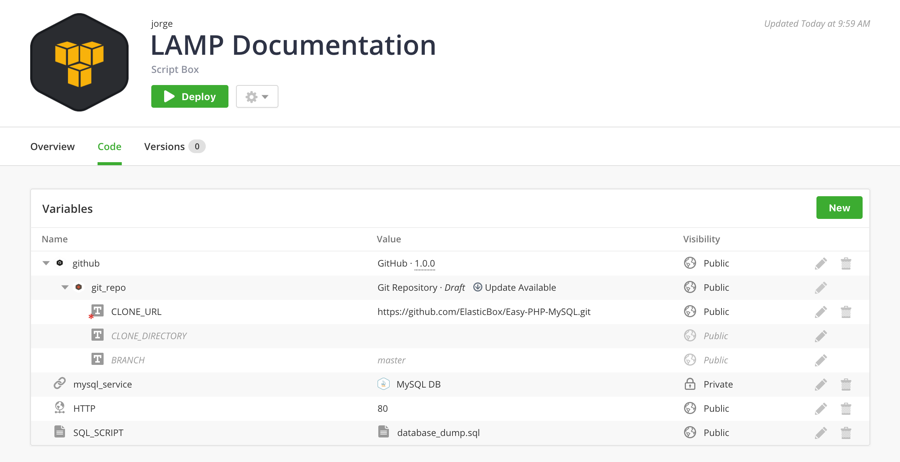 jorge
Updated Today at 9:59 AM
LAMP Documentation
Script Box
Deploy
Overview Code Versions 0
Variables New
Name Value Visibility
github GitHub · 1.0.0 Public
git_repo Git Repository · Draft Update Available Public
CLONE_URL https://github.com/ElasticBox/Easy-PHP-MySQL.git Public
CLONE_DIRECTORY Public
BRANCH master Public
mysql_service MySQL DB Private
HTTP 80 Public
SQL_SCRIPT database_dump.sql Public